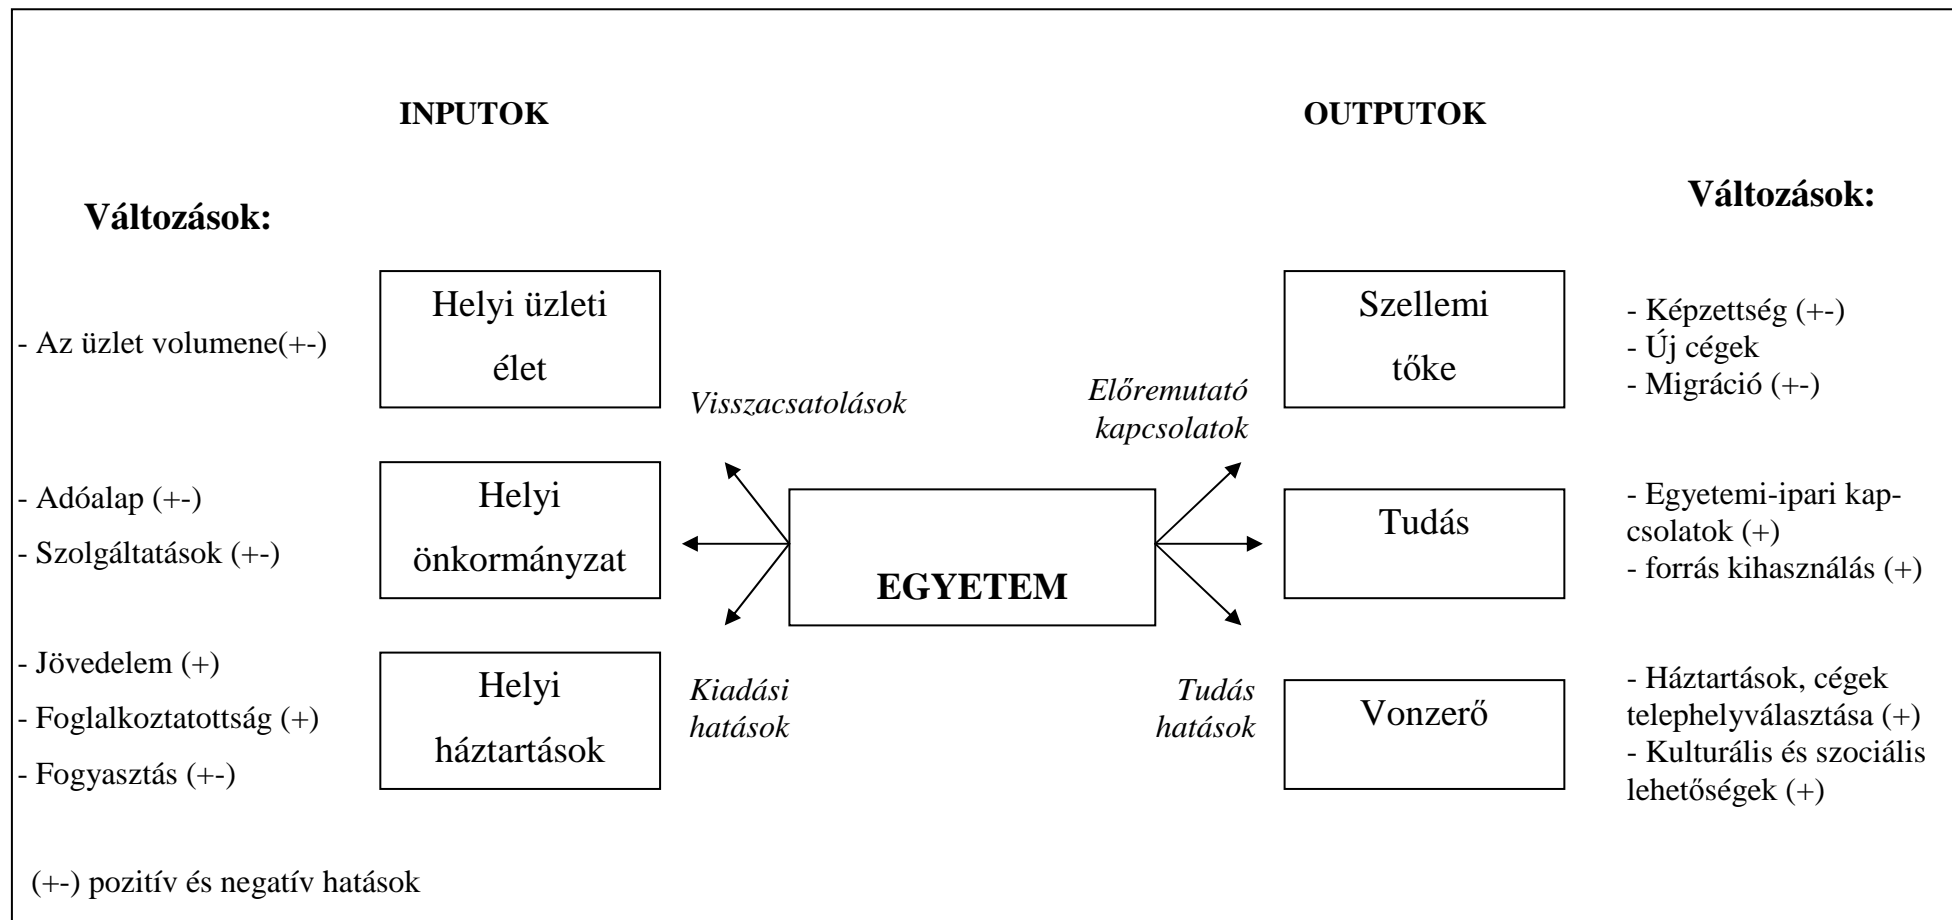 INPUTOK
OUTPUTOK
Változások:
Változások:
- Az üzlet volumene(+-)
Helyi üzleti
élet
Szellemi
tőke
- Képzettség (+-)
- Új cégek
- Migráció (+-)
Visszacsatolások
Előremutató
kapcsolatok
- Adóalap (+-)
- Szolgáltatások (+-)
Helyi
önkormányzat
EGYETEM
Tudás
- Egyetemi-ipari kap-
csolatok (+)
- forrás kihasználás (+)
- Jövedelem (+)
- Foglalkoztatottság (+)
- Fogyasztás (+-)
Helyi
háztartások
Kiadási
hatások
Tudás
hatások
Vonzerő
- Háztartások, cégek
telephelyválasztása (+)
- Kulturális és szociális
lehetőségek (+)
(+-) pozitív és negatív hatások